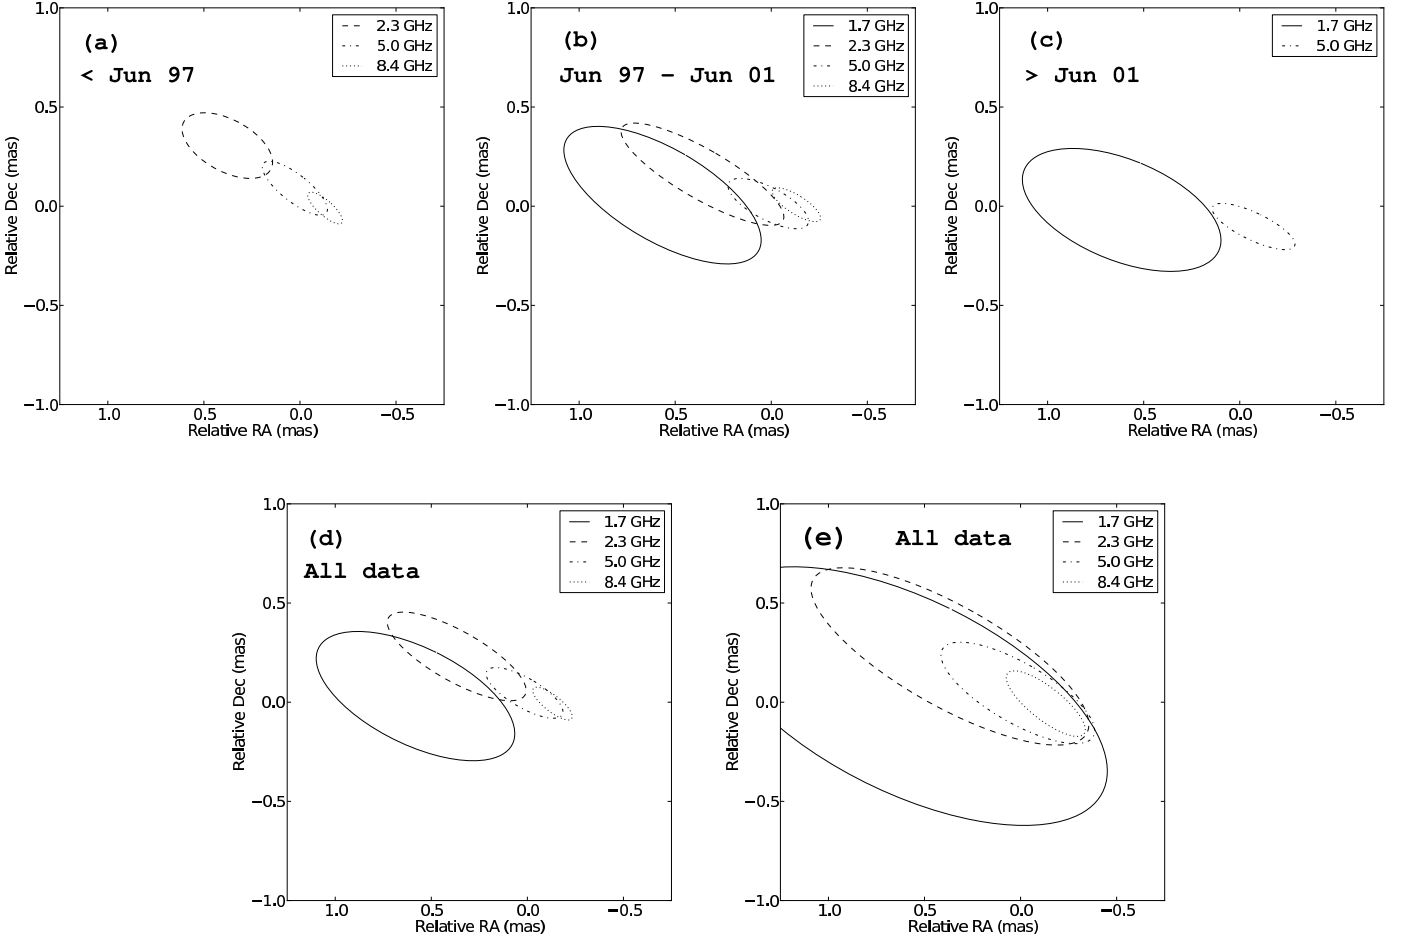 (a)
< Jun 97
2.3 GHz
5.0 GHz
8.4 GHz
1.0
0.5
0.0
−0.5
−1.0
1.0
0.5
0.0
−0.5
Relative RA (mas)
Relative Dec (mas)
(b)
Jun 97 − Jun 01
1.7 GHz
2.3 GHz
5.0 GHz
8.4 GHz
1.0
0.5
0.0
−0.5
−1.0
1.0
0.5
0.0
−0.5
Relative RA (mas)
Relative Dec (mas)
(c)
> Jun 01
1.7 GHz
5.0 GHz
1.0
0.5
0.0
−0.5
−1.0
1.0
0.5
0.0
−0.5
Relative RA (mas)
Relative Dec (mas)
(d)
All data
1.7 GHz
2.3 GHz
5.0 GHz
8.4 GHz
1.0
0.5
0.0
−0.5
−1.0
1.0
0.5
0.0
−0.5
Relative RA (mas)
Relative Dec (mas)
(e) All data
1.7 GHz
2.3 GHz
5.0 GHz
8.4 GHz
1.0
0.5
0.0
−0.5
−1.0
1.0
0.5
0.0
−0.5
Relative RA (mas)
Relative Dec (mas)